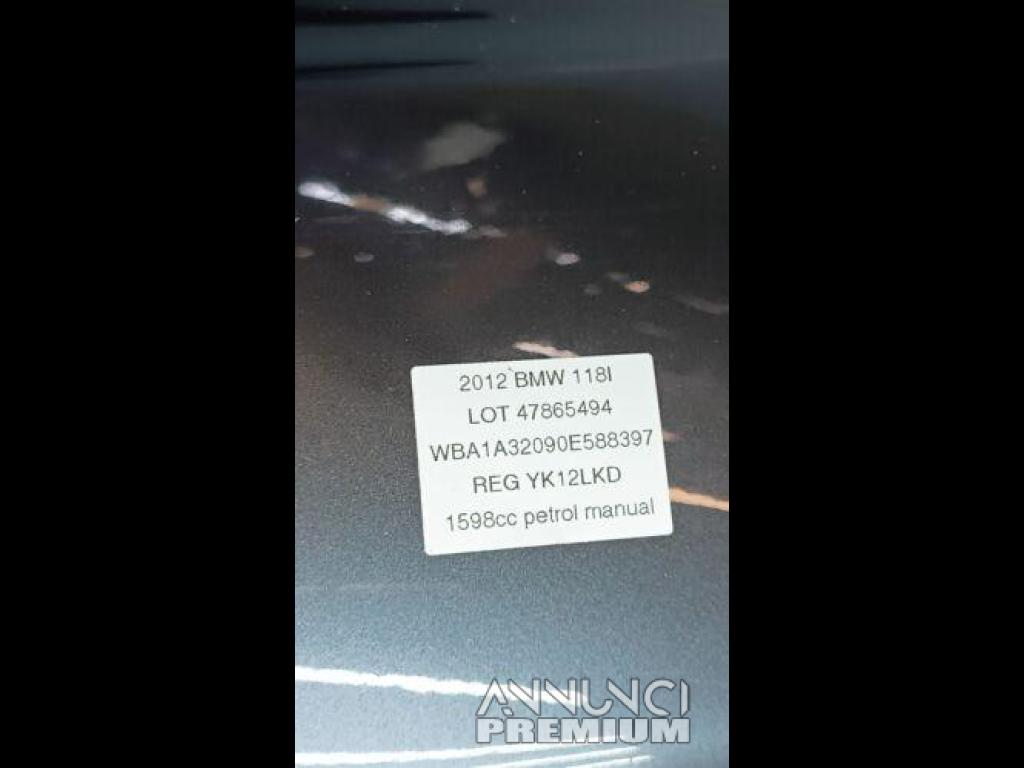 2012 BMW 118I
LOT 47865494
WBA1A32090E588397
REG YK12LKD
1598cc petrol manual
ANNUNCI
PREMIUM